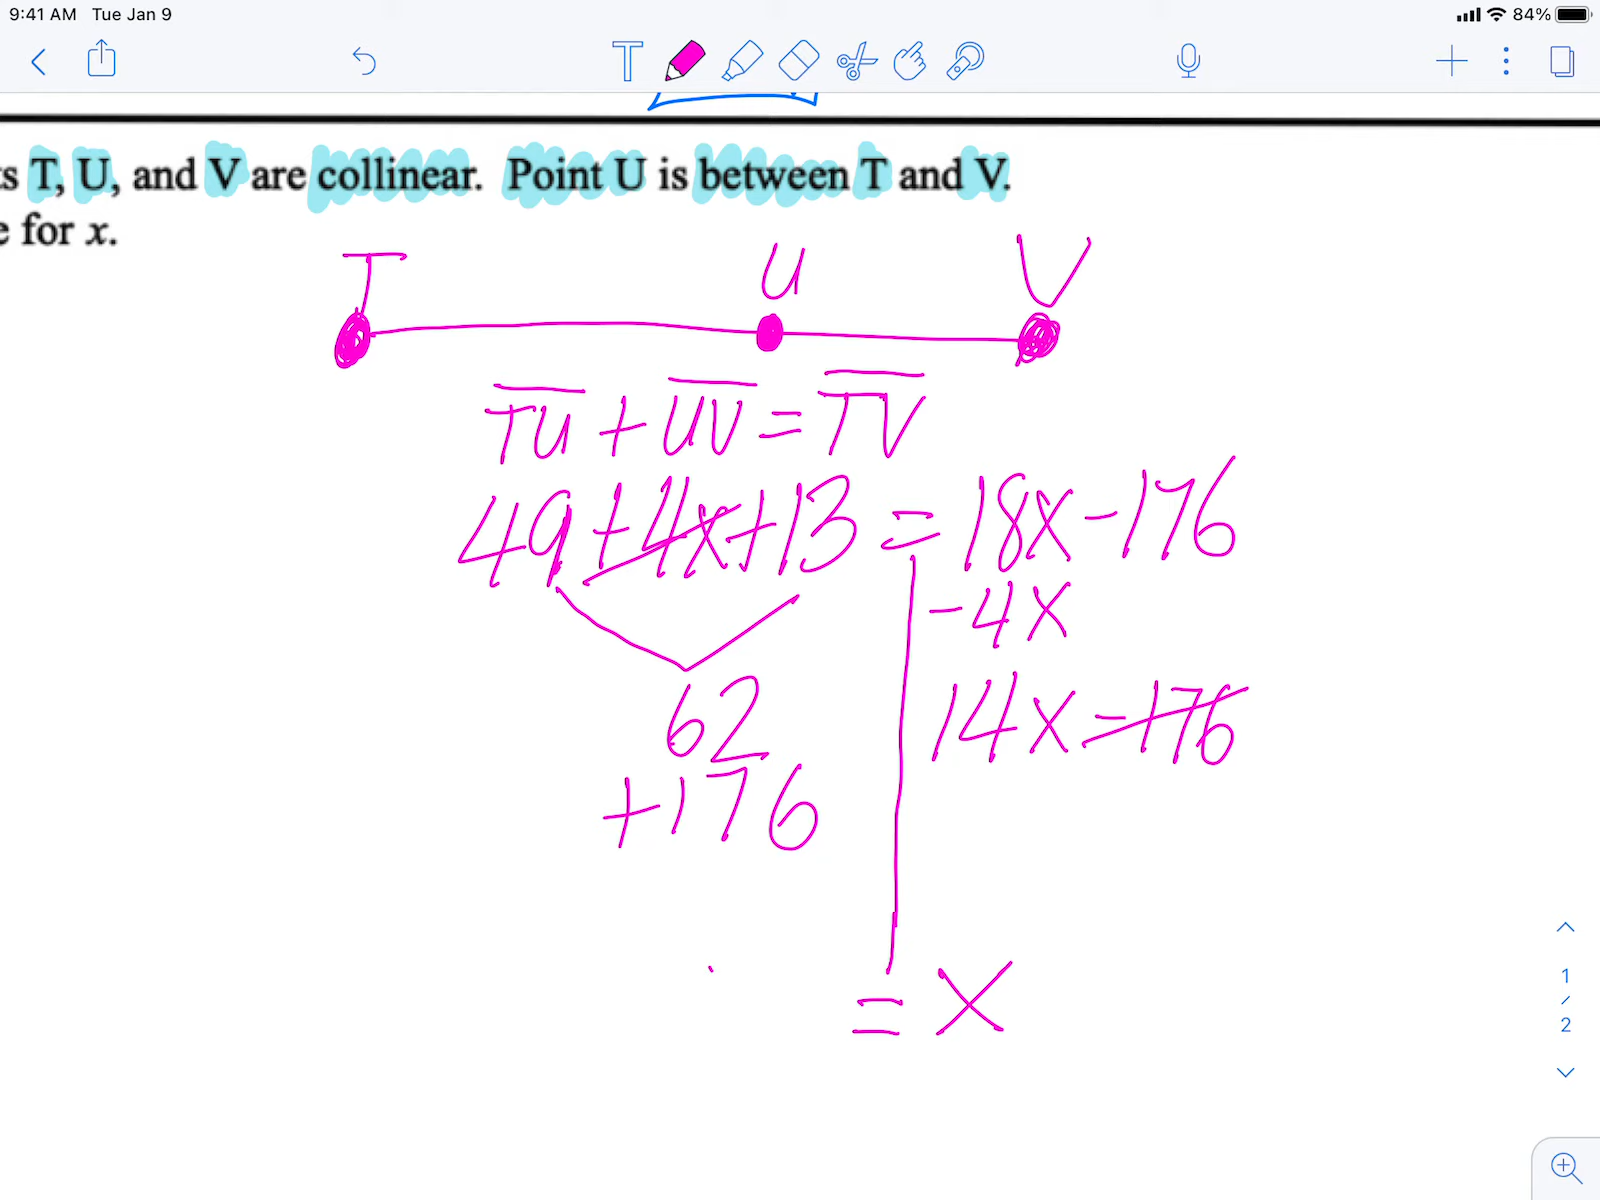 9:41 AM Tue Jan 9 84%
T
s T, U, and V are collinear. Point U is between T and V.
e for x.
T U V
TU + UV = TV
49 + 4x + 13 = 18x - 176
- 4x
62 14x - 176
+ 176
= x
1
/
2